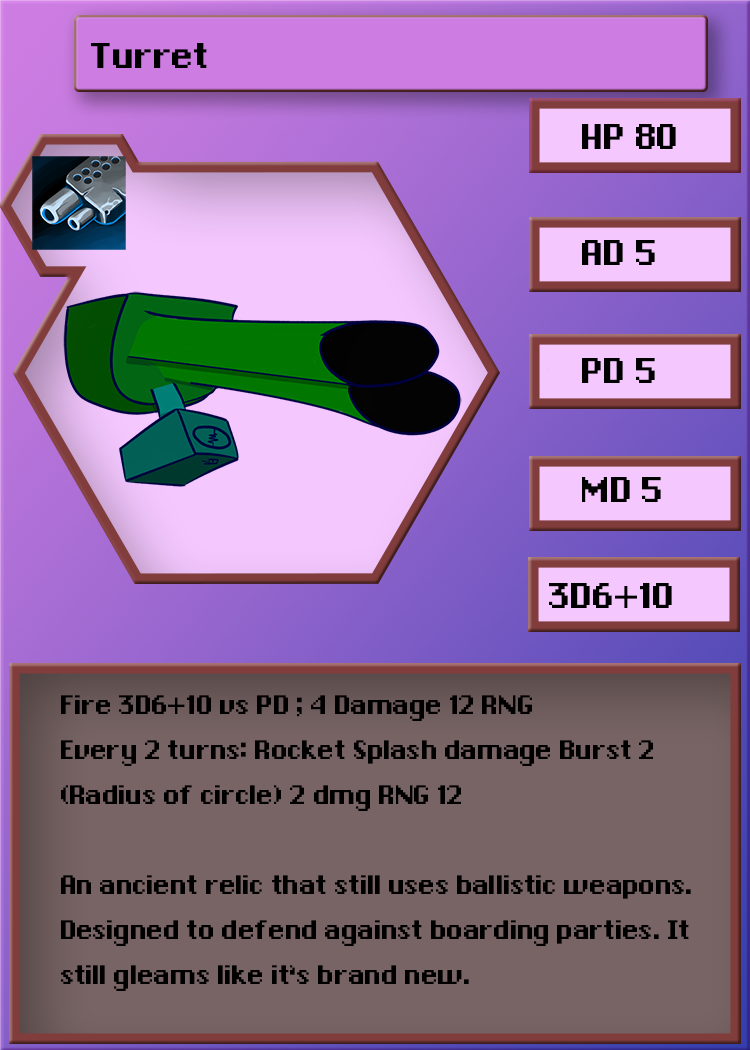 Turret
HP 80
AD 5
PD 5
MD 5
3D6+10
Fire 3D6+10 vs PD ; 4 Damage 12 RNG
Every 2 turns: Rocket Splash damage Burst 2
(Radius of circle) 2 dmg RNG 12
An ancient relic that still uses ballistic weapons.
Designed to defend against boarding parties. It
still gleams like it's brand new.